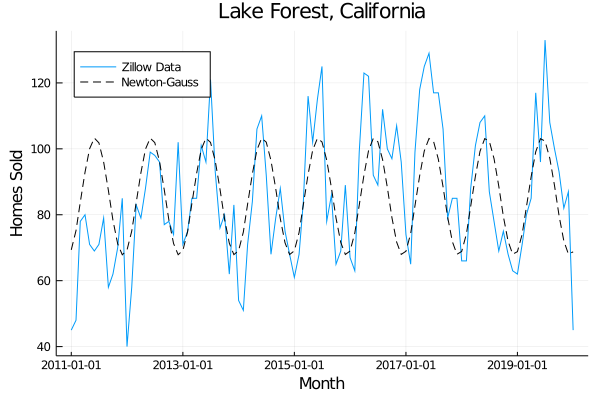 Lake Forest, California
Zillow Data
Newton-Gauss
Homes Sold
120
100
80
60
40
2011-01-01 2013-01-01 2015-01-01 2017-01-01 2019-01-01
Month